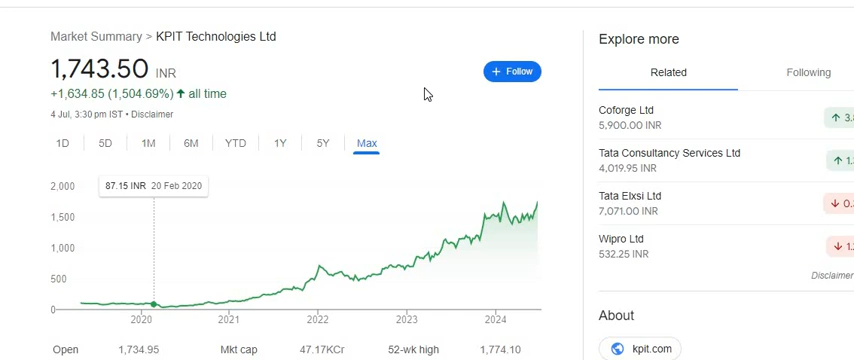 Market Summary > KPIT Technologies Ltd
1,743.50 INR
+ Follow
+1,634.85 (1,504.69%) ↑ all time
4 Jul, 3:30 pm IST • Disclaimer
1D 5D 1M 6M YTD 1Y 5Y Max
87.15 INR 20 Feb 2020
2,000
1,500
1,000
500
0
2020 2021 2022 2023 2024
Open 1,734.95 Mkt cap 47.17KCr 52-wk high 1,774.10
Explore more
Related Following
Coforge Ltd
5,900.00 INR
Tata Consultancy Services Ltd
4,019.95 INR
Tata Elxsi Ltd
7,071.00 INR
Wipro Ltd
532.25 INR
Disclaimer
About
kpit.com